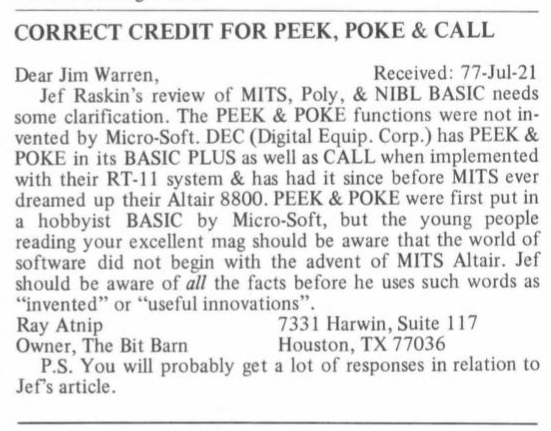 CORRECT CREDIT FOR PEEK, POKE & CALL
Dear Jim Warren, Received: 77-Jul-21
Jef Raskin's review of MITS, Poly, & NIBL BASIC needs
some clarification. The PEEK & POKE functions were not in-
vented by Micro-Soft. DEC (Digital Equip. Corp.) has PEEK &
POKE in its BASIC PLUS as well as CALL when implemented
with their RT-11 system & has had it since before MITS ever
dreamed up their Altair 8800. PEEK & POKE were first put in
a hobbyist BASIC by Micro-Soft, but the young people
reading your excellent mag should be aware that the world of
software did not begin with the advent of MITS Altair. Jef
should be aware of all the facts before he uses such words as
“invented” or “useful innovations”.
Ray Atnip 7331 Harwin, Suite 117
Owner, The Bit Barn Houston, TX 77036
P.S. You will probably get a lot of responses in relation to
Jef's article.